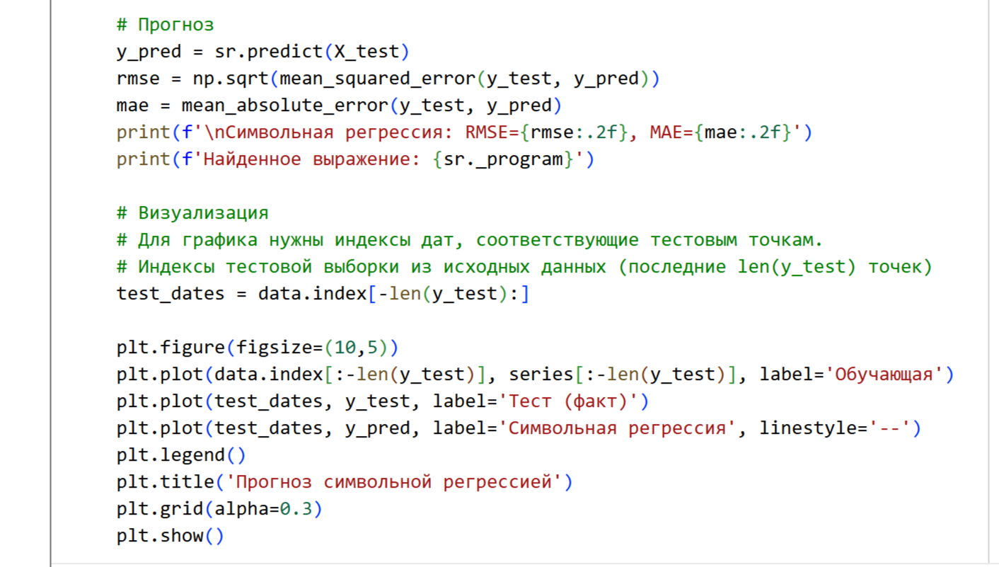 # Прогноз
y_pred = sr.predict(X_test)
rmse = np.sqrt(mean_squared_error(y_test, y_pred))
mae = mean_absolute_error(y_test, y_pred)
print(f'\nСимвольная регрессия: RMSE={rmse:.2f}, MAE={mae:.2f}')
print(f'Найденное выражение: {sr._program}')
# Визуализация
# Для графика нужны индексы дат, соответствующие тестовым точкам.
# Индексы тестовой выборки из исходных данных (последние len(y_test) точек)
test_dates = data.index[-len(y_test):]
plt.figure(figsize=(10,5))
plt.plot(data.index[:-len(y_test)], series[:-len(y_test)], label='Обучающая')
plt.plot(test_dates, y_test, label='Тест (факт)')
plt.plot(test_dates, y_pred, label='Символьная регрессия', linestyle='--')
plt.legend()
plt.title('Прогноз символьной регрессией')
plt.grid(alpha=0.3)
plt.show()